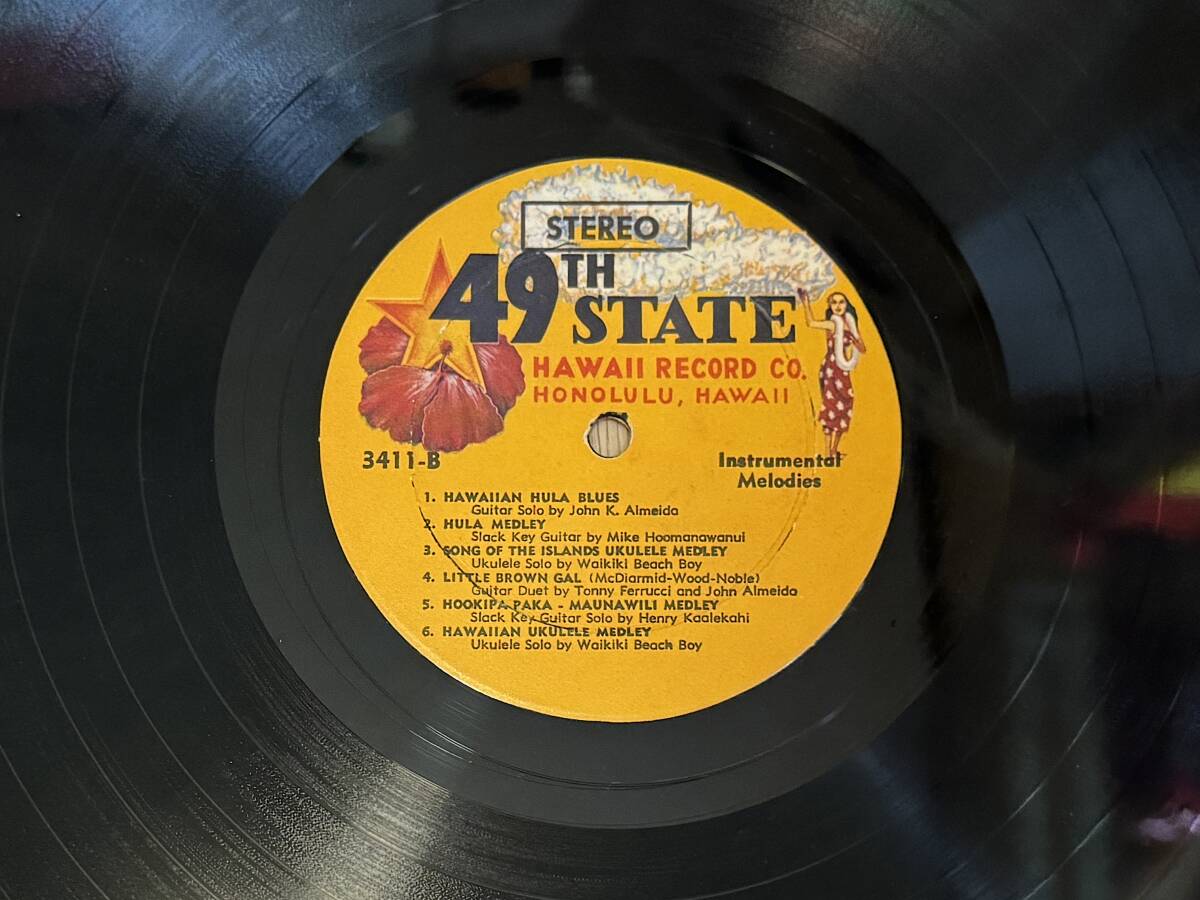 STEREO
49TH
STATE
HAWAII RECORD CO.
HONOLULU, HAWAII
3411-B
Instrumental
Melodies
1. HAWAIIAN HULA BLUES
Guitar Solo by John K. Almeida
2. HULA MEDLEY
Slack Key Guitar by Mike Hoomanawanui
3. SONG OF THE ISLANDS UKULELE MEDLEY
Ukulele Solo by Waikiki Beach Boy
4. LITTLE BROWN GAL (McDiarmid-Wood-Noble)
Guitar Duet by Tonny Ferrucci and John Almeida
5. HOOKIPA PAKA - MAUNAWILI MEDLEY
Slack Key Guitar Solo by Henry Kaalekahi
6. HAWAIIAN UKULELE MEDLEY
Ukulele Solo by Waikiki Beach Boy